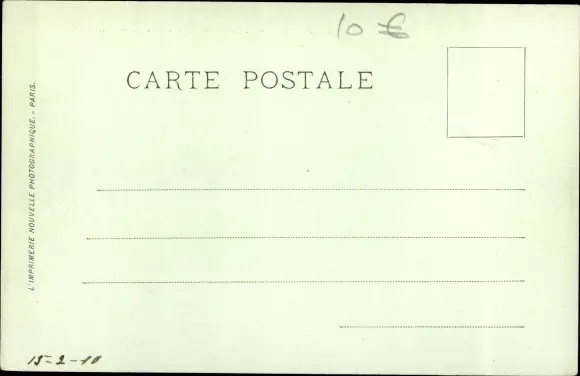 10 €
CARTE POSTALE
L'IMPRIMERIE NOUVELLE PHOTOGRAPHIQUE. - PARIS.
15-2-10